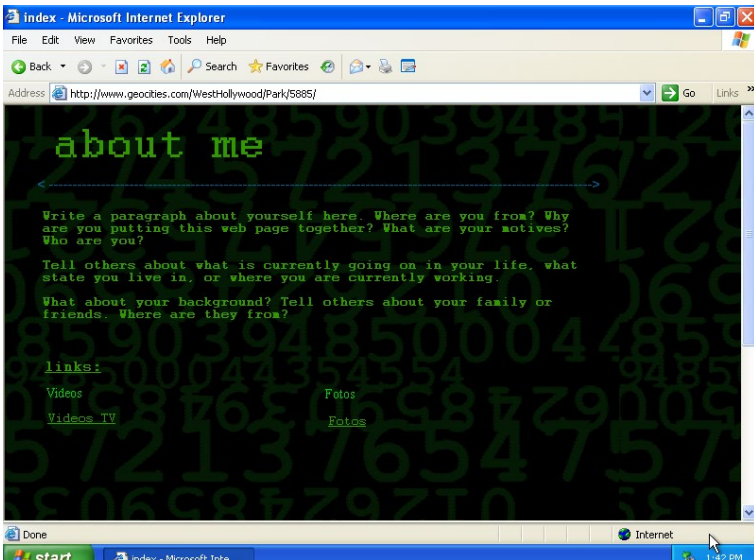 index - Microsoft Internet Explorer
File Edit View Favorites Tools Help
Back Search Favorites
Address http://www.geocities.com/WestHollywood/Park/5885/ Go Links
about me
Write a paragraph about yourself here. Where are you from? Why
are you putting this web page together? What are your motives?
Who are you?
Tell others about what is currently going on in your life, what
state you live in, or where you are currently working.
What about your background? Tell others about your family or
friends. Where are they from?
links:
Videos Fotos
Videos TV Fotos
Done Internet
start index - Microsoft Inte... 1:42 PM